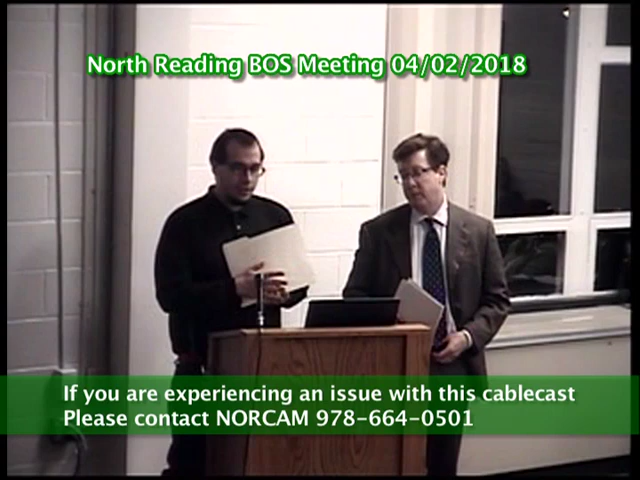 North Reading BOS Meeting 04/02/2018
If you are experiencing an issue with this cablecast
Please contact NORCAM 978-664-0501